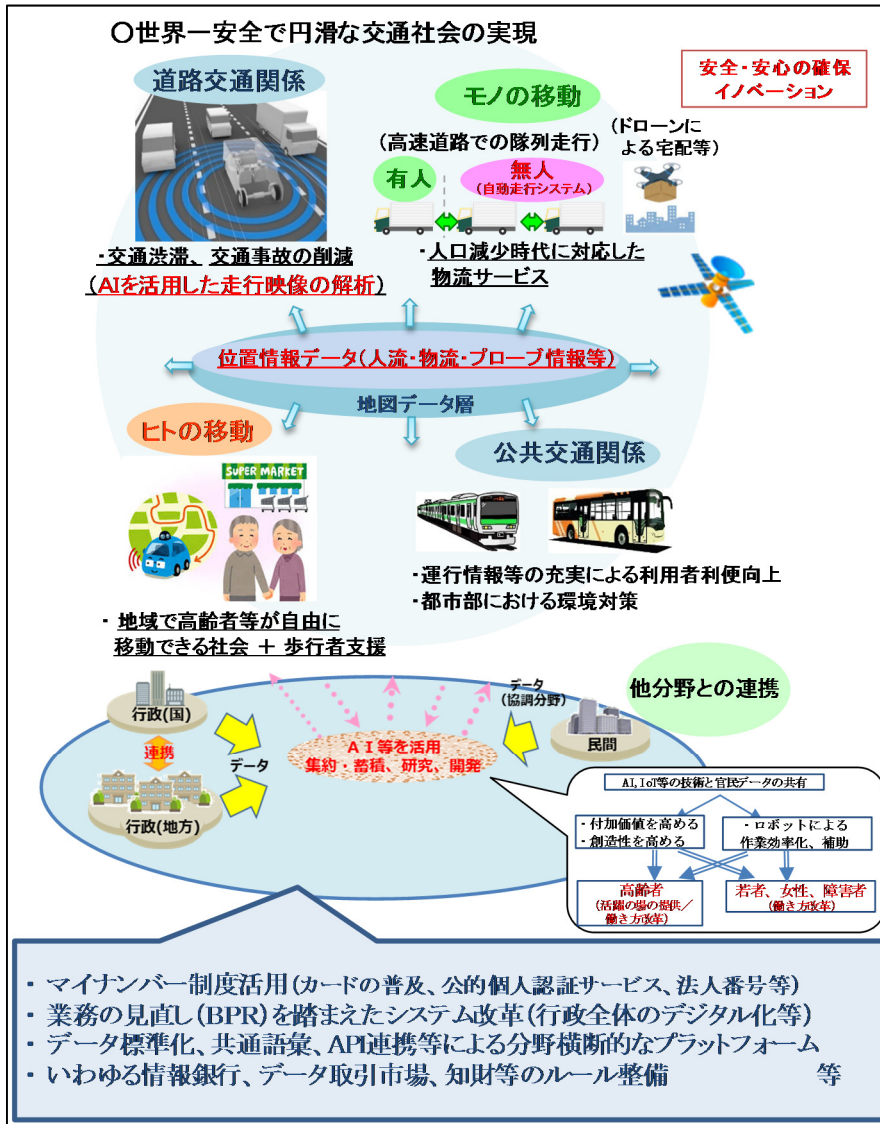 〇世界一安全で円滑な交通社会の実現
安全・安心の確保
イノベーション
道路交通関係
・交通渋滞、交通事故の削減
(AIを活用した走行映像の解析)
モノの移動
(高速道路での隊列走行)
(ドローンに
よる宅配等)
有人
無人
(自動走行システム)
・人口減少時代に対応した
物流サービス
位置情報データ(人流・物流・プローブ情報等)
地図データ層
ヒトの移動
SUPER MARKET
・地域で高齢者等が自由に
移動できる社会 + 歩行者支援
公共交通関係
・運行情報等の充実による利用者利便向上
・都市部における環境対策
他分野との連携
行政(国)
連携
行政(地方)
データ
AI等を活用
集約・蓄積、研究、開発
データ
(協調分野)
民間
AI,IoT等の技術と官民データの共有
・付加価値を高める
・創造性を高める
・ロボットによる
作業効率化、補助
高齢者
(活躍の場の提供/
働き方改革)
若者、女性、障害者
(働き方改革)
・マイナンバー制度活用(カードの普及、公的個人認証サービス、法人番号等)
・業務の見直し(BPR)を踏まえたシステム改革(行政全体のデジタル化等)
・データ標準化、共通語彙、API連携等による分野横断的なプラットフォーム
・いわゆる情報銀行、データ取引市場、知財等のルール整備 等